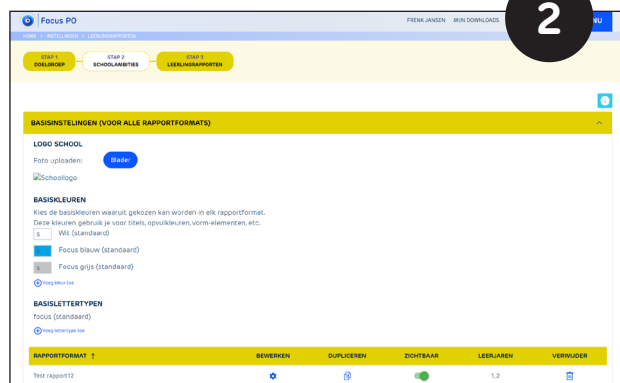 Focus PO
FRENK JANSEN MIJN DOWNLOADS
NU
2
HOME > INSTELLINGEN > LEERLINGRAPPORTEN
STAP 1
DOELGROEP
STAP 2
SCHOOLAMBITIES
STAP 3
LEERLINGRAPPORTEN
BASISINSTELINGEN (VOOR ALLE RAPPORTFORMATS)
LOGO SCHOOL
Foto uploaden: Blader
Schoollogo
BASISKLEUREN
Kies de basiskleuren waaruit gekozen kan worden in elk rapportformat.
Deze kleuren gebruik je voor titels, opvulkleuren, vorm-elementen, etc.
s Wit (standaard)
Focus blauw (standaard)
s Focus grijs (standaard)
Voeg kleur toe
BASISLETTERTYPEN
focus (standaard)
Voeg lettertype toe
RAPPORTFORMAT ↑ BEWERKEN DUPLICEREN ZICHTBAAR LEERJAREN VERWIJDER
Test rapport12 1, 2